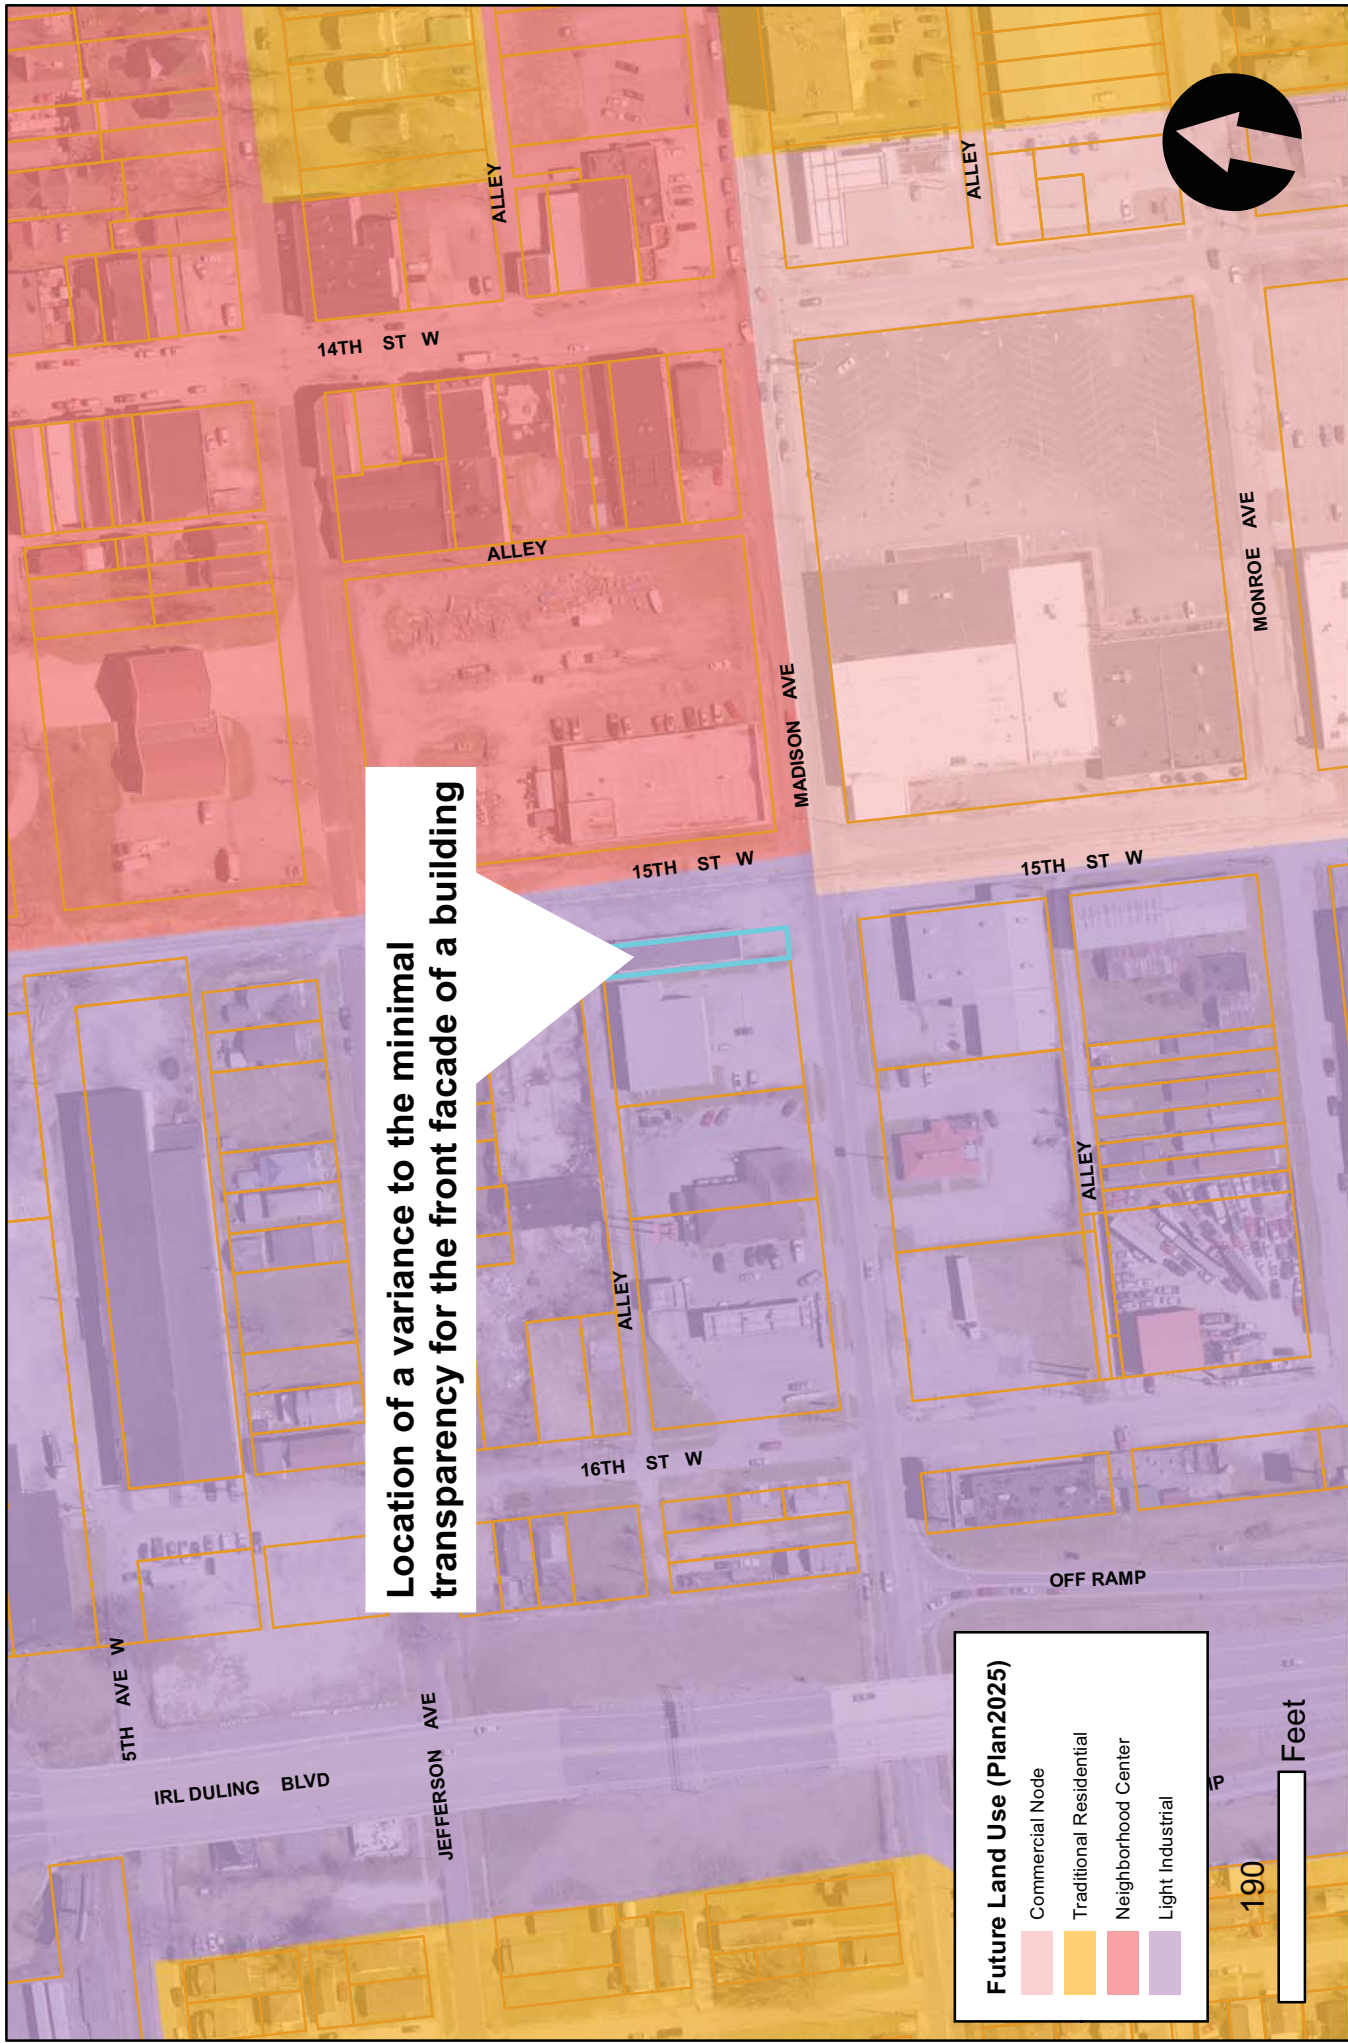 Location of a variance to the minimal
transparency for the front facade of a building
5TH AVE W
IRL DULING BLVD
JEFFERSON AVE
14TH ST W
ALLEY
ALLEY
ALLEY
ALLEY
ALLEY
15TH ST W
15TH ST W
16TH ST W
MADISON AVE
MONROE AVE
OFF RAMP
Future Land Use (Plan2025)
Commercial Node
Traditional Residential
Neighborhood Center
Light Industrial
190
Feet